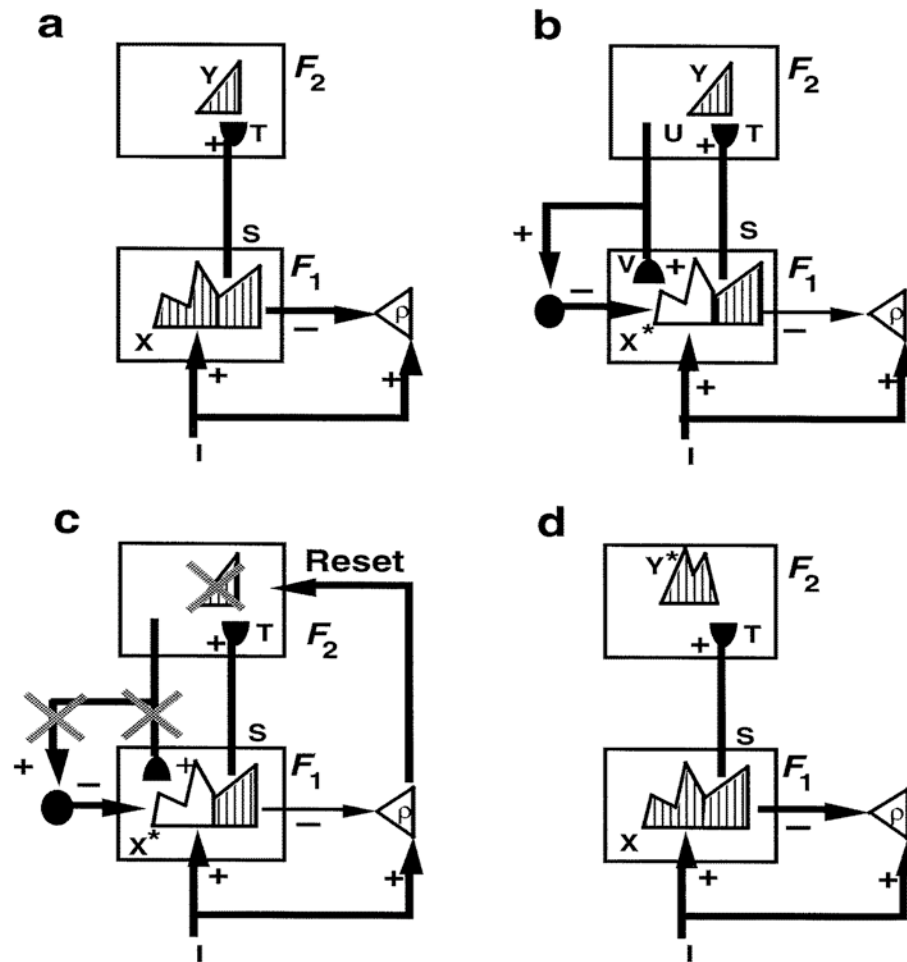 a
Y
F2
T
+
S
F1
X
−
ρ
+
+
I
b
Y
F2
U
+
T
+
S
V
+
F1
−
X*
−
ρ
+
+
I
c
Reset
+
T
F2
S
+
+
F1
−
X*
−
ρ
+
+
I
d
Y*
F2
+
T
S
F1
X
−
ρ
+
+
I